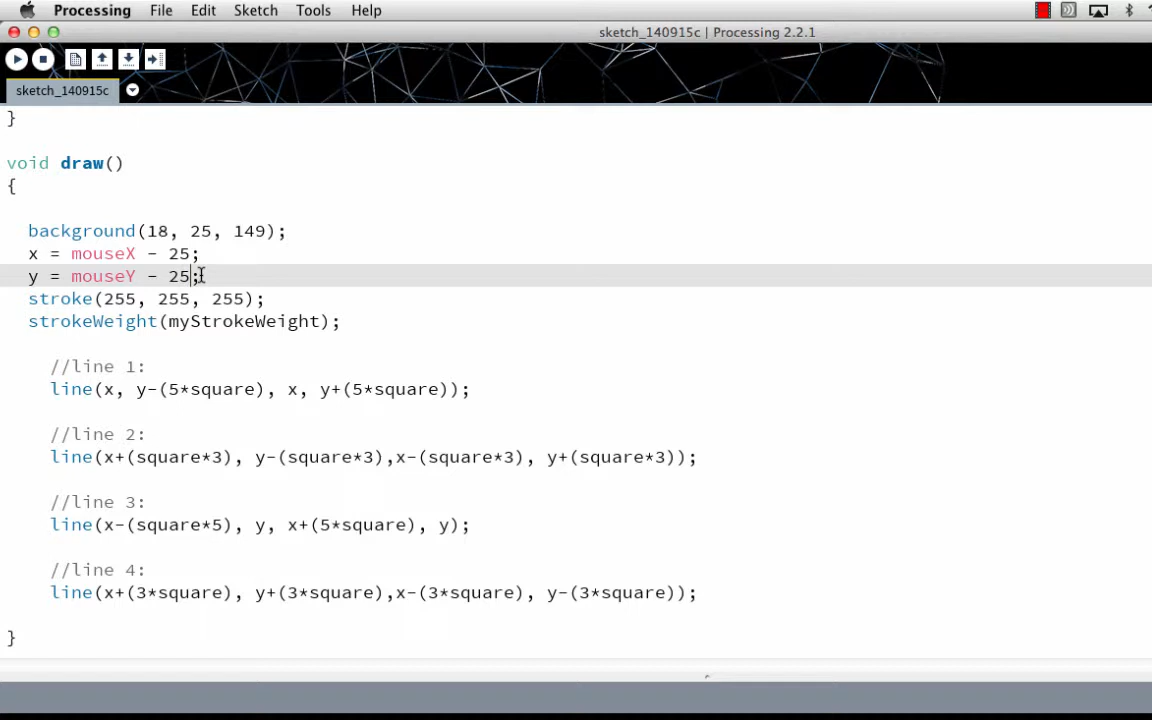 Processing File Edit Sketch Tools Help
sketch_140915c | Processing 2.2.1
sketch_140915c
}
void draw()
{
background(18, 25, 149);
x = mouseX - 25;
y = mouseY - 25;
stroke(255, 255, 255);
strokeWeight(myStrokeWeight);
//line 1:
line(x, y-(5*square), x, y+(5*square));
//line 2:
line(x+(square*3), y-(square*3),x-(square*3), y+(square*3));
//line 3:
line(x-(square*5), y, x+(5*square), y);
//line 4:
line(x+(3*square), y+(3*square),x-(3*square), y-(3*square));
}